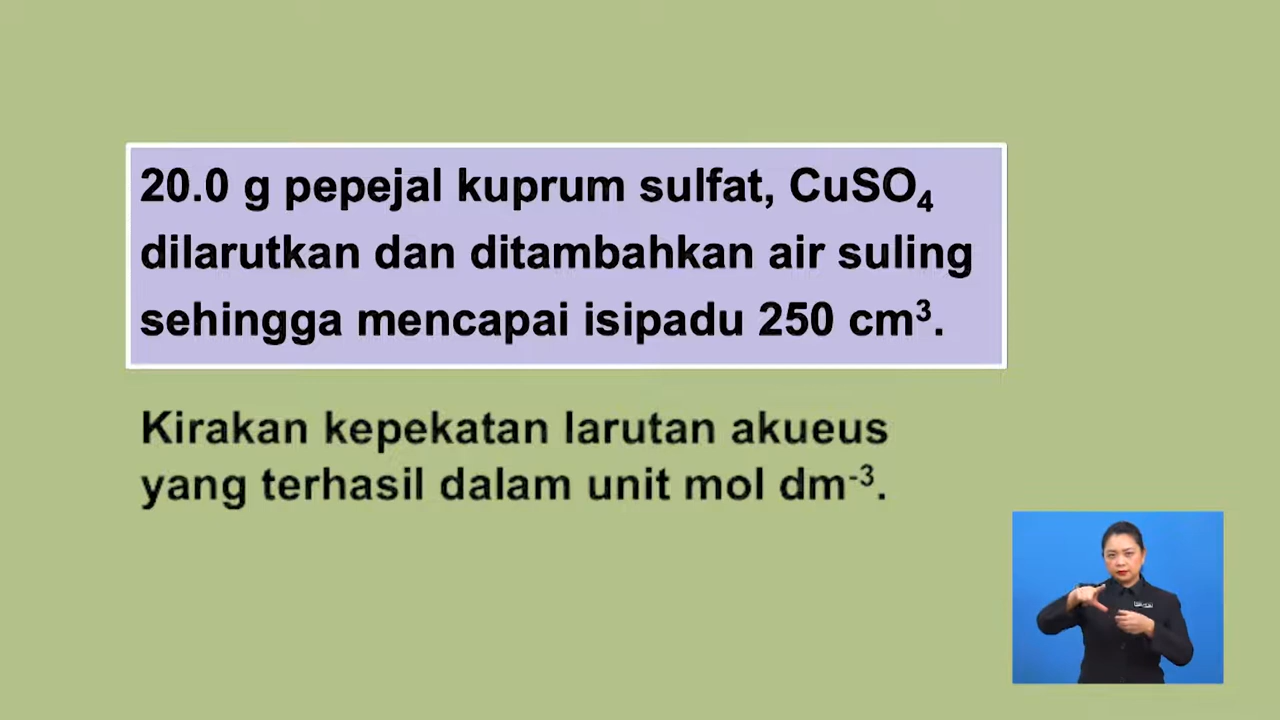 20.0 g pepejal kuprum sulfat, CuSO₄
dilarutkan dan ditambahkan air suling
sehingga mencapai isipadu 250 cm³.
Kirakan kepekatan larutan akueus
yang terhasil dalam unit mol dm⁻³.